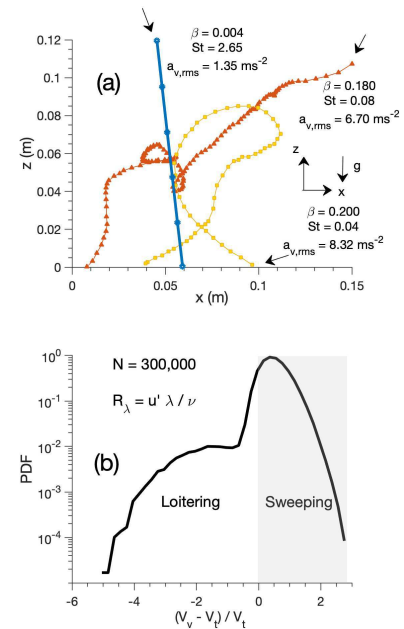 0.12
0.10
0.08
0.06
0.04
0.02
0
z (m)
(a)
β = 0.004
St = 2.65
a_v,rms = 1.35 ms⁻²
β = 0.180
St = 0.08
a_v,rms = 6.70 ms⁻²
z
g
x
β = 0.200
St = 0.04
a_v,rms = 8.32 ms⁻²
0 0.05 0.1 0.15
x (m)
10⁰
10⁻¹
10⁻²
10⁻³
10⁻⁴
PDF
N = 300,000
R_λ = u' λ / ν
(b)
Loitering
Sweeping
-6 -4 -2 0 2
(V_v - V_t) / V_t